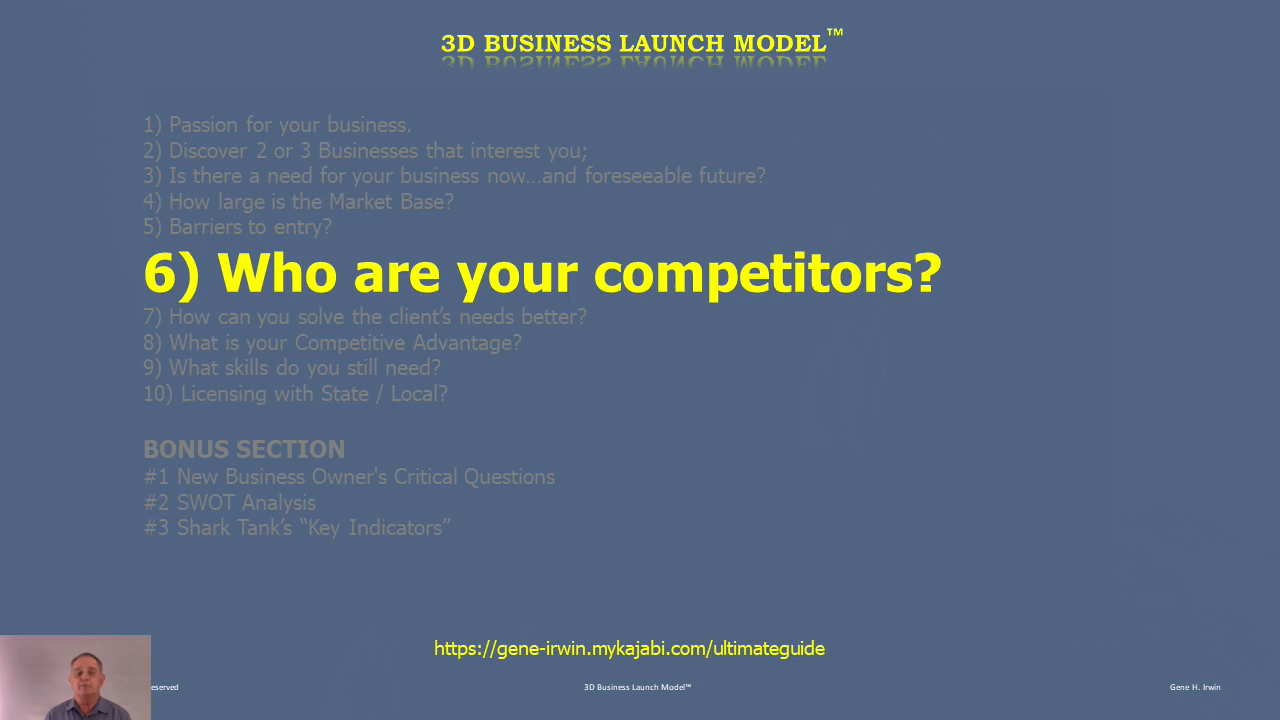 3D BUSINESS LAUNCH MODEL™
1) Passion for your business.
2) Discover 2 or 3 Businesses that interest you;
3) Is there a need for your business now...and foreseeable future?
4) How large is the Market Base?
5) Barriers to entry?
6) Who are your competitors?
7) How can you solve the client’s needs better?
8) What is your Competitive Advantage?
9) What skills do you still need?
10) Licensing with State / Local?
BONUS SECTION
#1 New Business Owner's Critical Questions
#2 SWOT Analysis
#3 Shark Tank’s “Key Indicators”
https://gene-irwin.mykajabi.com/ultimateguide
3D Business Launch Model™
Gene H. Irwin